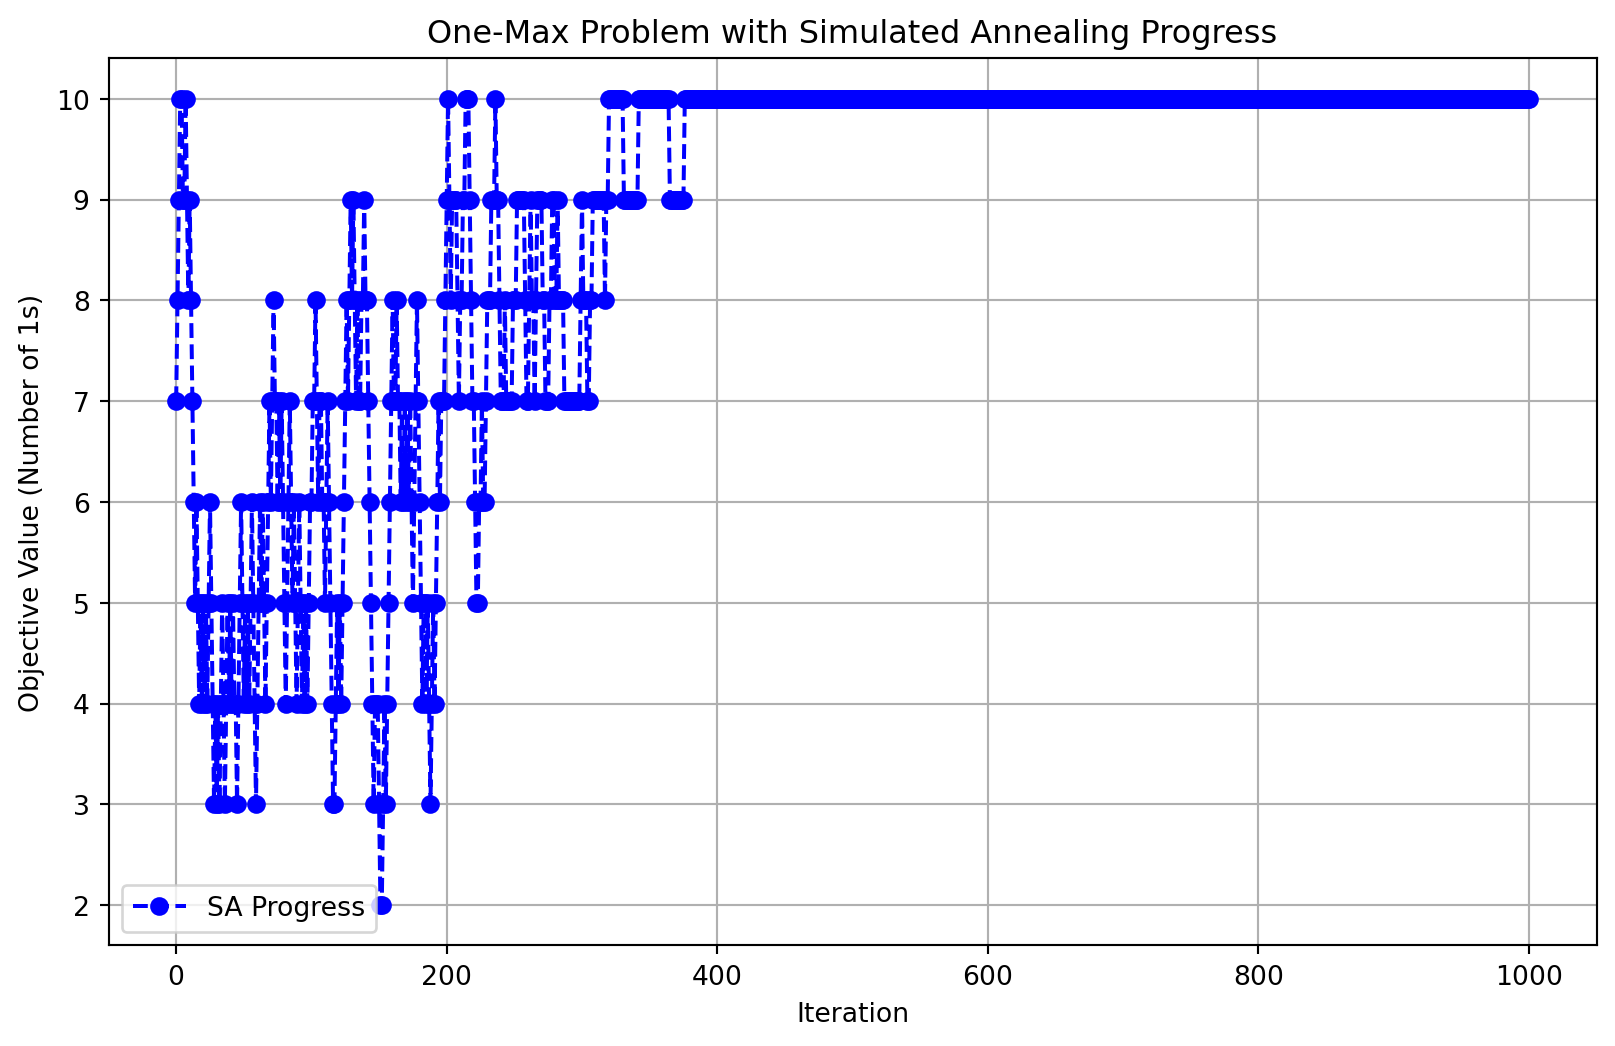 One-Max Problem with Simulated Annealing Progress
Objective Value (Number of 1s)
10
9
8
7
6
5
4
3
2
SA Progress
0 200 400 600 800 1000
Iteration